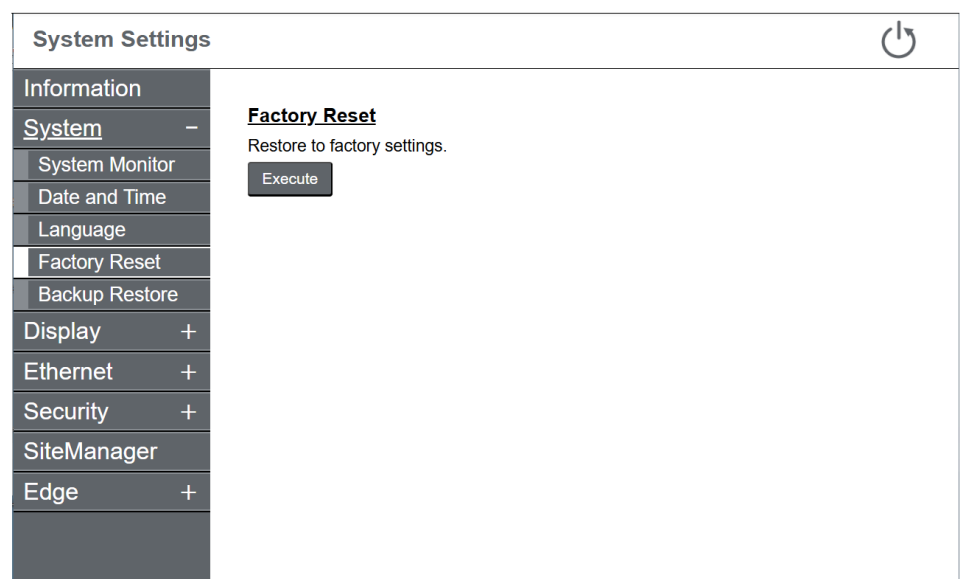 System Settings
Information
System −
System Monitor
Date and Time
Language
Factory Reset
Backup Restore
Display +
Ethernet +
Security +
SiteManager
Edge +
Factory Reset
Restore to factory settings.
Execute